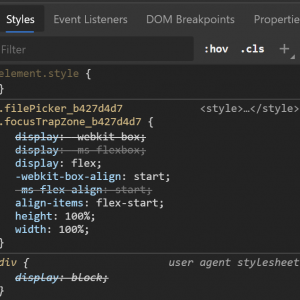 Styles Event Listeners DOM Breakpoints Properties
Filter :hov .cls +
element.style {
}
.filePicker_b427d4d7 <style>…</style>
.focusTrapZone_b427d4d7 {
display: -webkit-box;
display: -ms-flexbox;
display: flex;
-webkit-box-align: start;
-ms-flex-align: start;
align-items: flex-start;
height: 100%;
width: 100%;
}
div { user agent stylesheet
display: block;
}